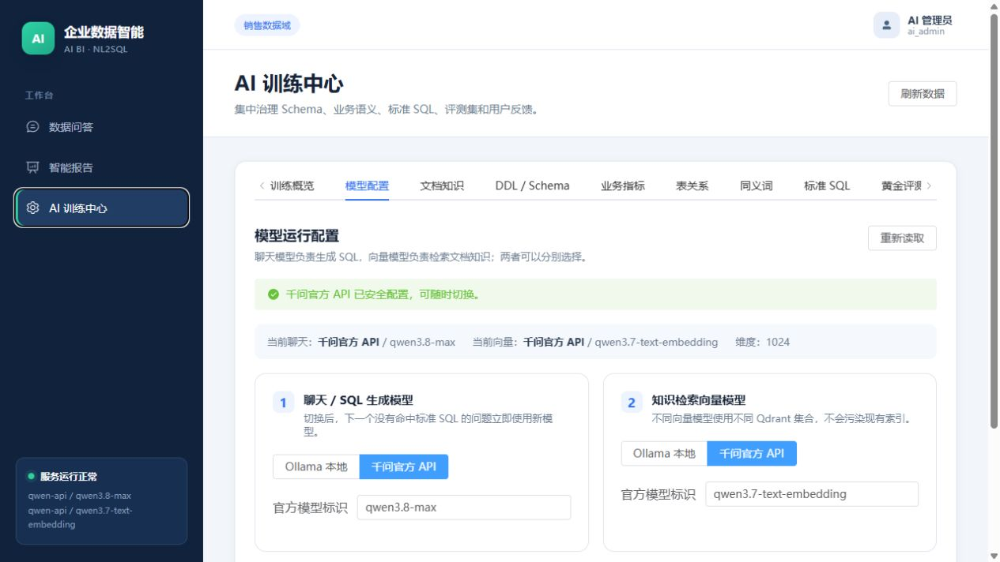 AI
企业数据智能
AI BI · NL2SQL
工作台
数据问答
智能报告
AI 训练中心
服务运行正常
qwen-api / qwen3.8-max
qwen-api / qwen3.7-text-
embedding
销售数据域
AI 管理员
ai_admin
AI 训练中心
集中治理 Schema、业务语义、标准 SQL、评测集和用户反馈。
刷新数据
训练概览 模型配置 文档知识 DDL / Schema 业务指标 表关系 同义词 标准 SQL 黄金评测
模型运行配置
聊天模型负责生成 SQL，向量模型负责检索文档知识；两者可以分别选择。
重新读取
千问官方 API 已安全配置，可随时切换。
当前聊天：千问官方 API / qwen3.8-max 当前向量：千问官方 API / qwen3.7-text-embedding 维度：1024
1
聊天 / SQL 生成模型
切换后，下一个没有命中标准 SQL 的问题立即使用新模
型。
Ollama 本地 千问官方 API
官方模型标识 qwen3.8-max
2
知识检索向量模型
不同向量模型使用不同 Qdrant 集合，不会污染现有索引。
Ollama 本地 千问官方 API
官方模型标识 qwen3.7-text-embedding